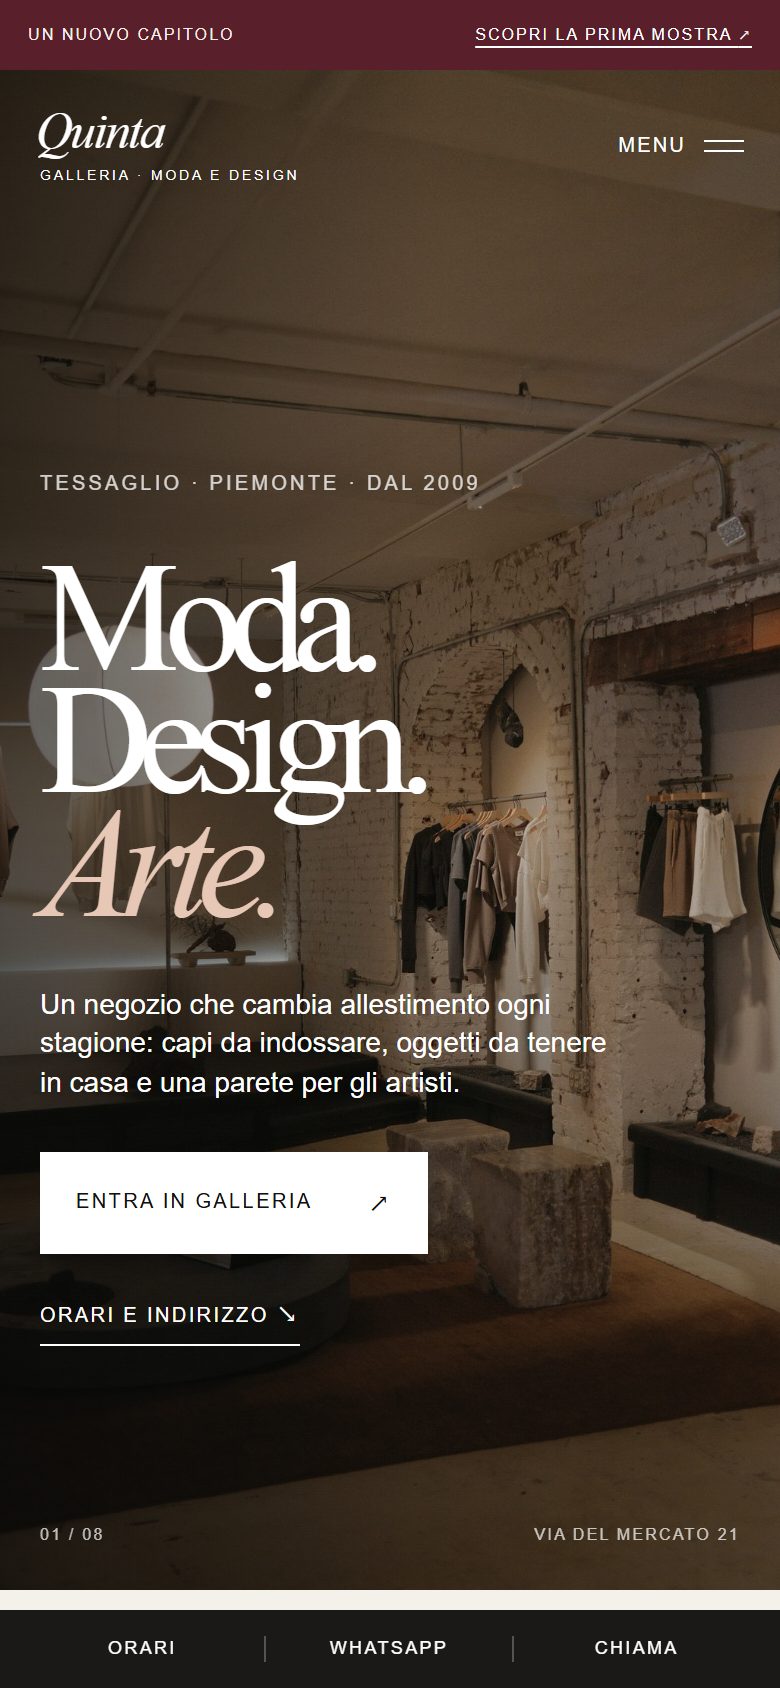 UN NUOVO CAPITOLO
SCOPRI LA PRIMA MOSTRA ↗
Quinta
GALLERIA · MODA E DESIGN
MENU
TESSAGLIO · PIEMONTE · DAL 2009
Moda.
Design.
Arte.
Un negozio che cambia allestimento ogni
stagione: capi da indossare, oggetti da tenere
in casa e una parete per gli artisti.
ENTRA IN GALLERIA ↗
ORARI E INDIRIZZO ↘
01 / 08
VIA DEL MERCATO 21
ORARI
WHATSAPP
CHIAMA